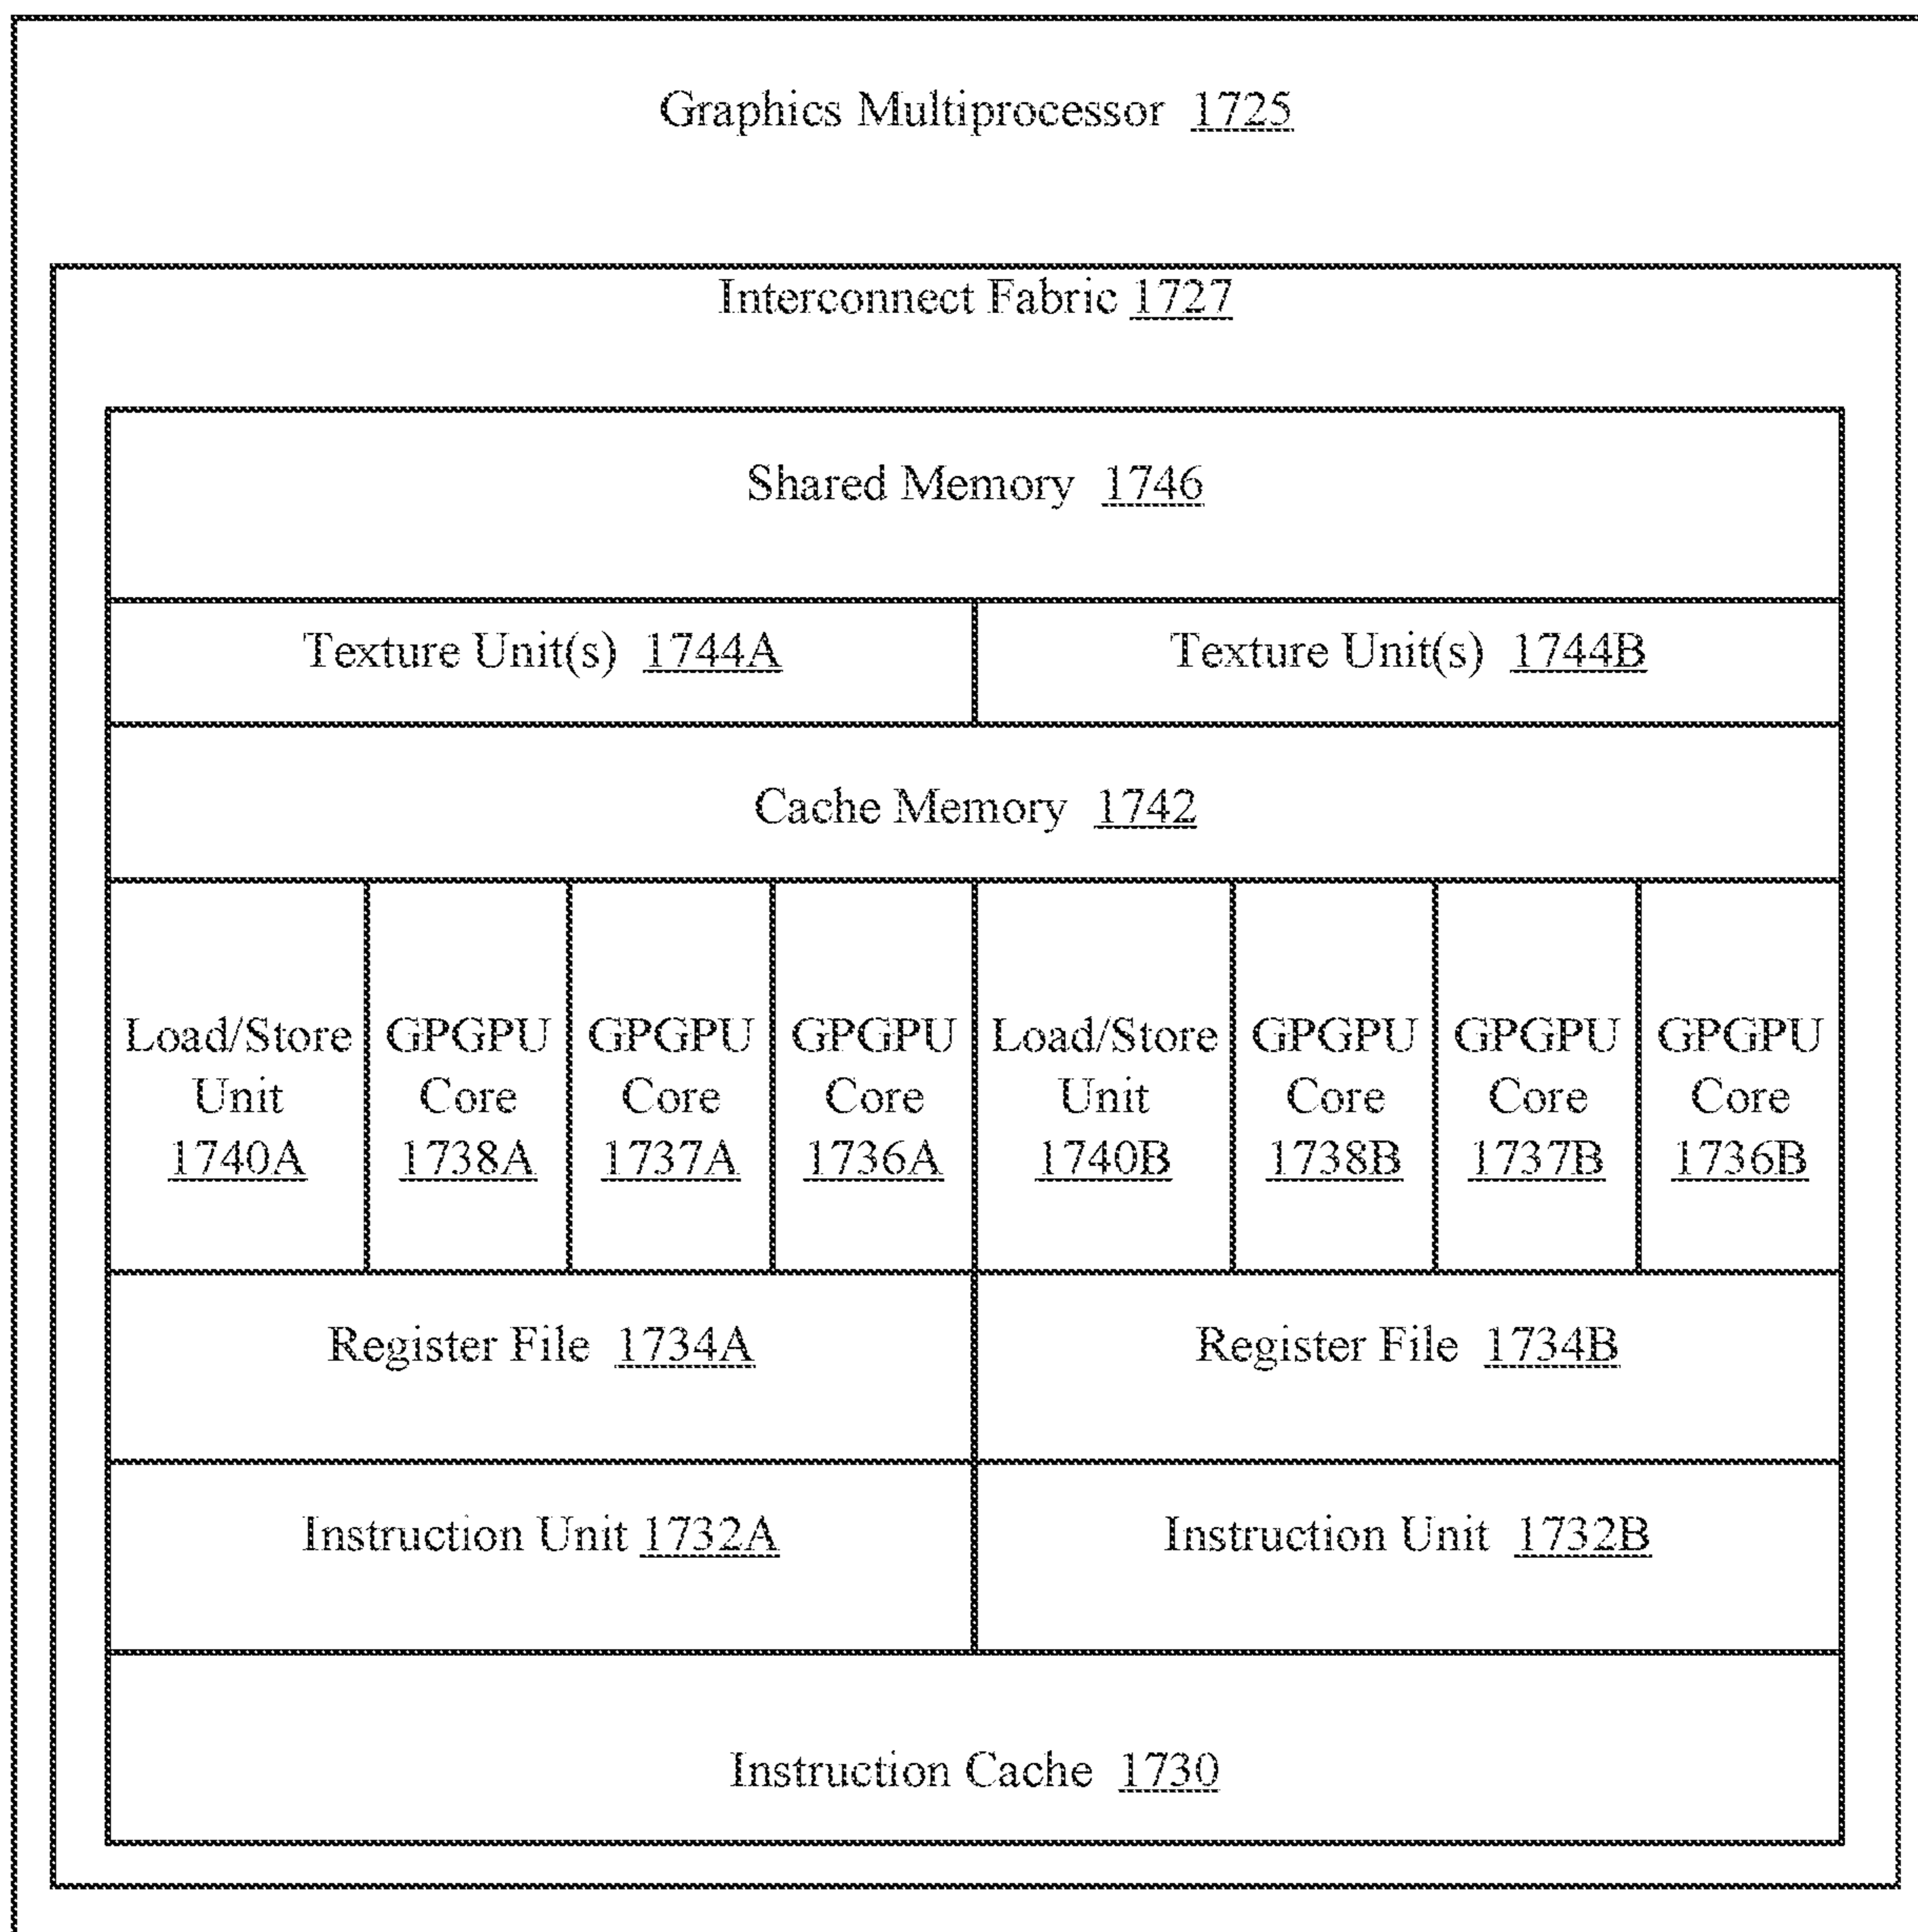 Graphics Multiprocessor 1725
Interconnect Fabric 1727
Shared Memory 1746
Texture Unit(s) 1744A
Texture Unit(s) 1744B
Cache Memory 1742
Load/Store
Unit
1740A
GPGPU
Core
1738A
GPGPU
Core
1737A
GPGPU
Core
1736A
Load/Store
Unit
1740B
GPGPU
Core
1738B
GPGPU
Core
1737B
GPGPU
Core
1736B
Register File 1734A
Register File 1734B
Instruction Unit 1732A
Instruction Unit 1732B
Instruction Cache 1730